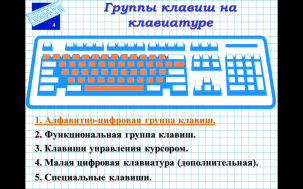 Группы клавиш на
клавиатуре
4
1. Алфавитно-цифровая группа клавиш.
2. Функциональная группа клавиш.
3. Клавиши управления курсором.
4. Малая цифровая клавиатура (дополнительная).
5. Специальные клавиши.